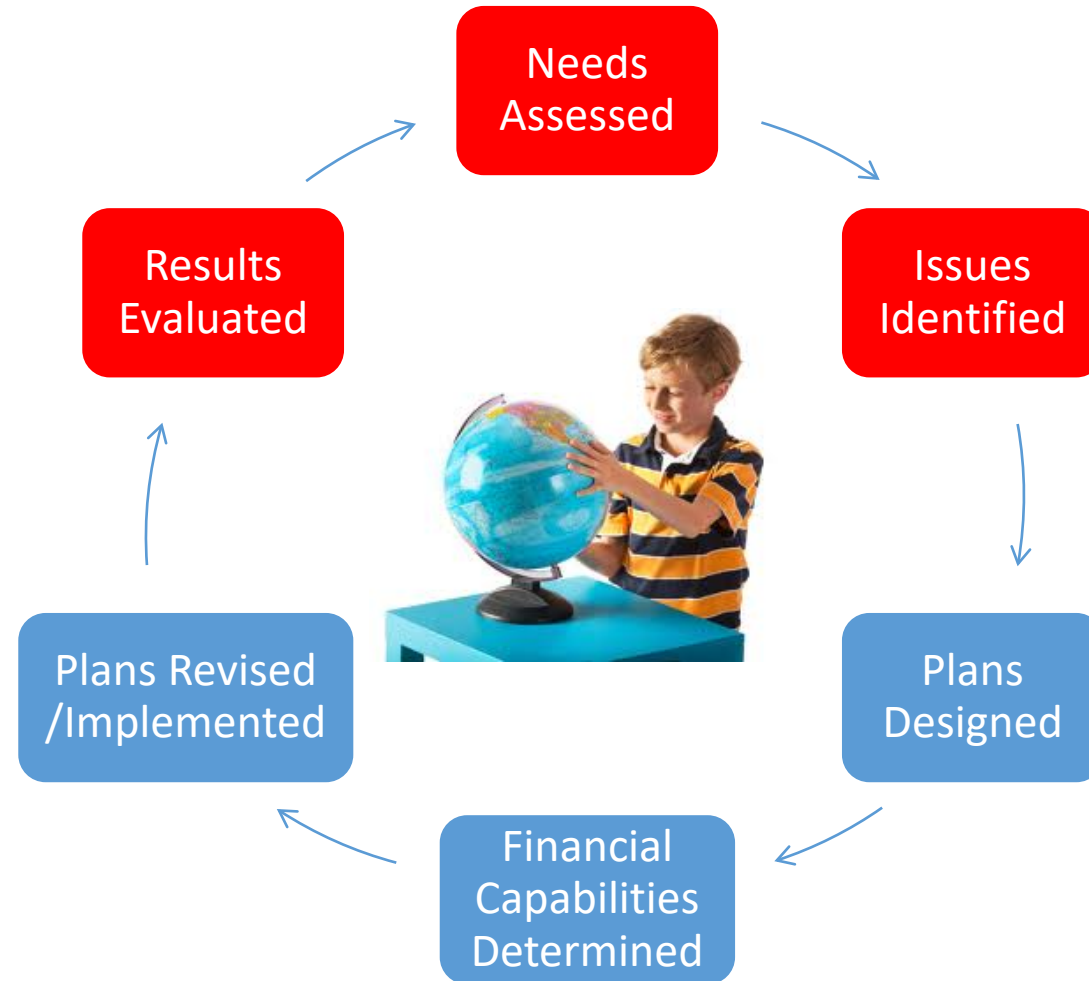 Needs
Assessed
Issues
Identified
Plans
Designed
Financial
Capabilities
Determined
Plans Revised
/Implemented
Results
Evaluated